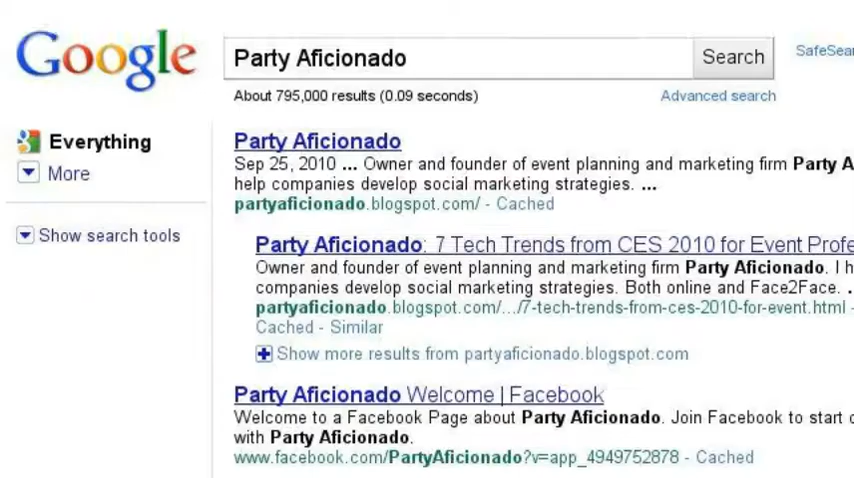 Google
Party Aficionado
Search
SafeSear
About 795,000 results (0.09 seconds)
Advanced search
Everything
More
Show search tools
Party Aficionado
Sep 25, 2010 ... Owner and founder of event planning and marketing firm Party A
help companies develop social marketing strategies. ...
partyaficionado.blogspot.com/ - Cached
Party Aficionado: 7 Tech Trends from CES 2010 for Event Profe
Owner and founder of event planning and marketing firm Party Aficionado. I h
companies develop social marketing strategies. Both online and Face2Face. .
partyaficionado.blogspot.com/.../7-tech-trends-from-ces-2010-for-event.html -
Cached - Similar
Show more results from partyaficionado.blogspot.com
Party Aficionado Welcome | Facebook
Welcome to a Facebook Page about Party Aficionado. Join Facebook to start c
with Party Aficionado.
www.facebook.com/PartyAficionado?v=app_4949752878 - Cached